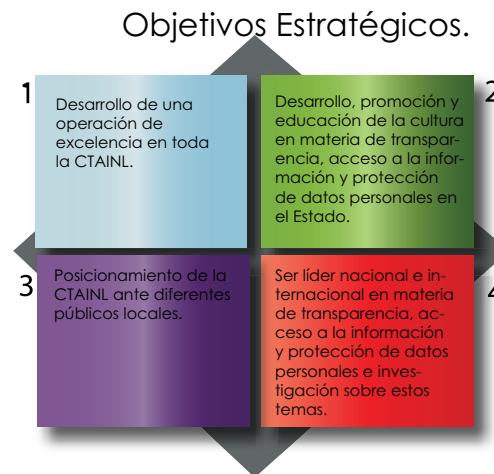 Objetivos Estratégicos.
1
Desarrollo de una
operación de
excelencia en toda
la CTAINL.
2
Desarrollo, promoción y
educación de la cultura
en materia de transpar-
encia, acceso a la infor-
mación y protección
de datos personales en
el Estado.
3
Posicionamiento de la
CTAINL ante diferentes
públicos locales.
4
Ser líder nacional e in-
ternacional en materia
de transparencia, ac-
ceso a la información
y protección de datos
personales e inves-
tigación sobre estos
temas.